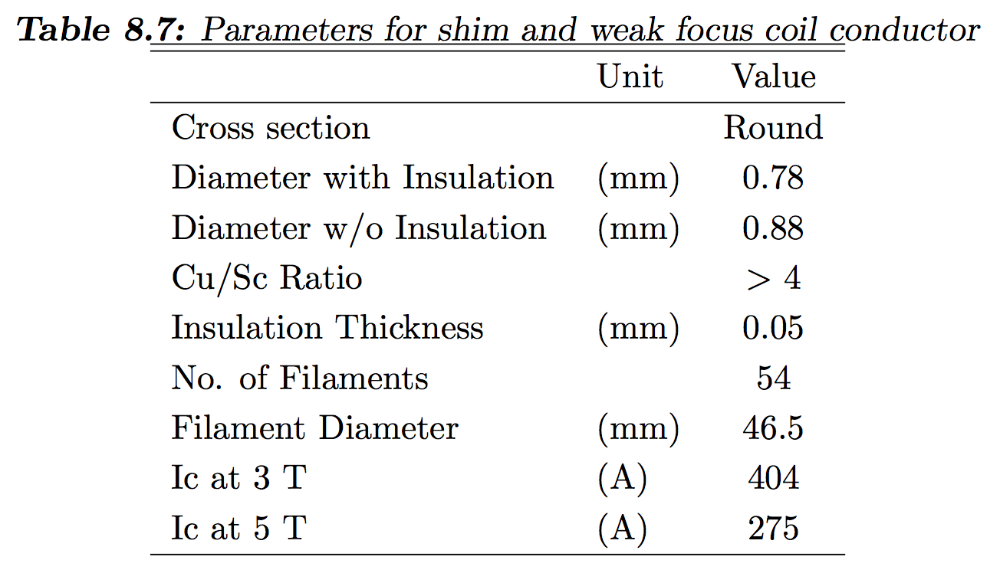 Table 8.7: Parameters for shim and weak focus coil conductor
Unit Value
Cross section Round
Diameter with Insulation (mm) 0.78
Diameter w/o Insulation (mm) 0.88
Cu/Sc Ratio > 4
Insulation Thickness (mm) 0.05
No. of Filaments 54
Filament Diameter (mm) 46.5
Ic at 3 T (A) 404
Ic at 5 T (A) 275